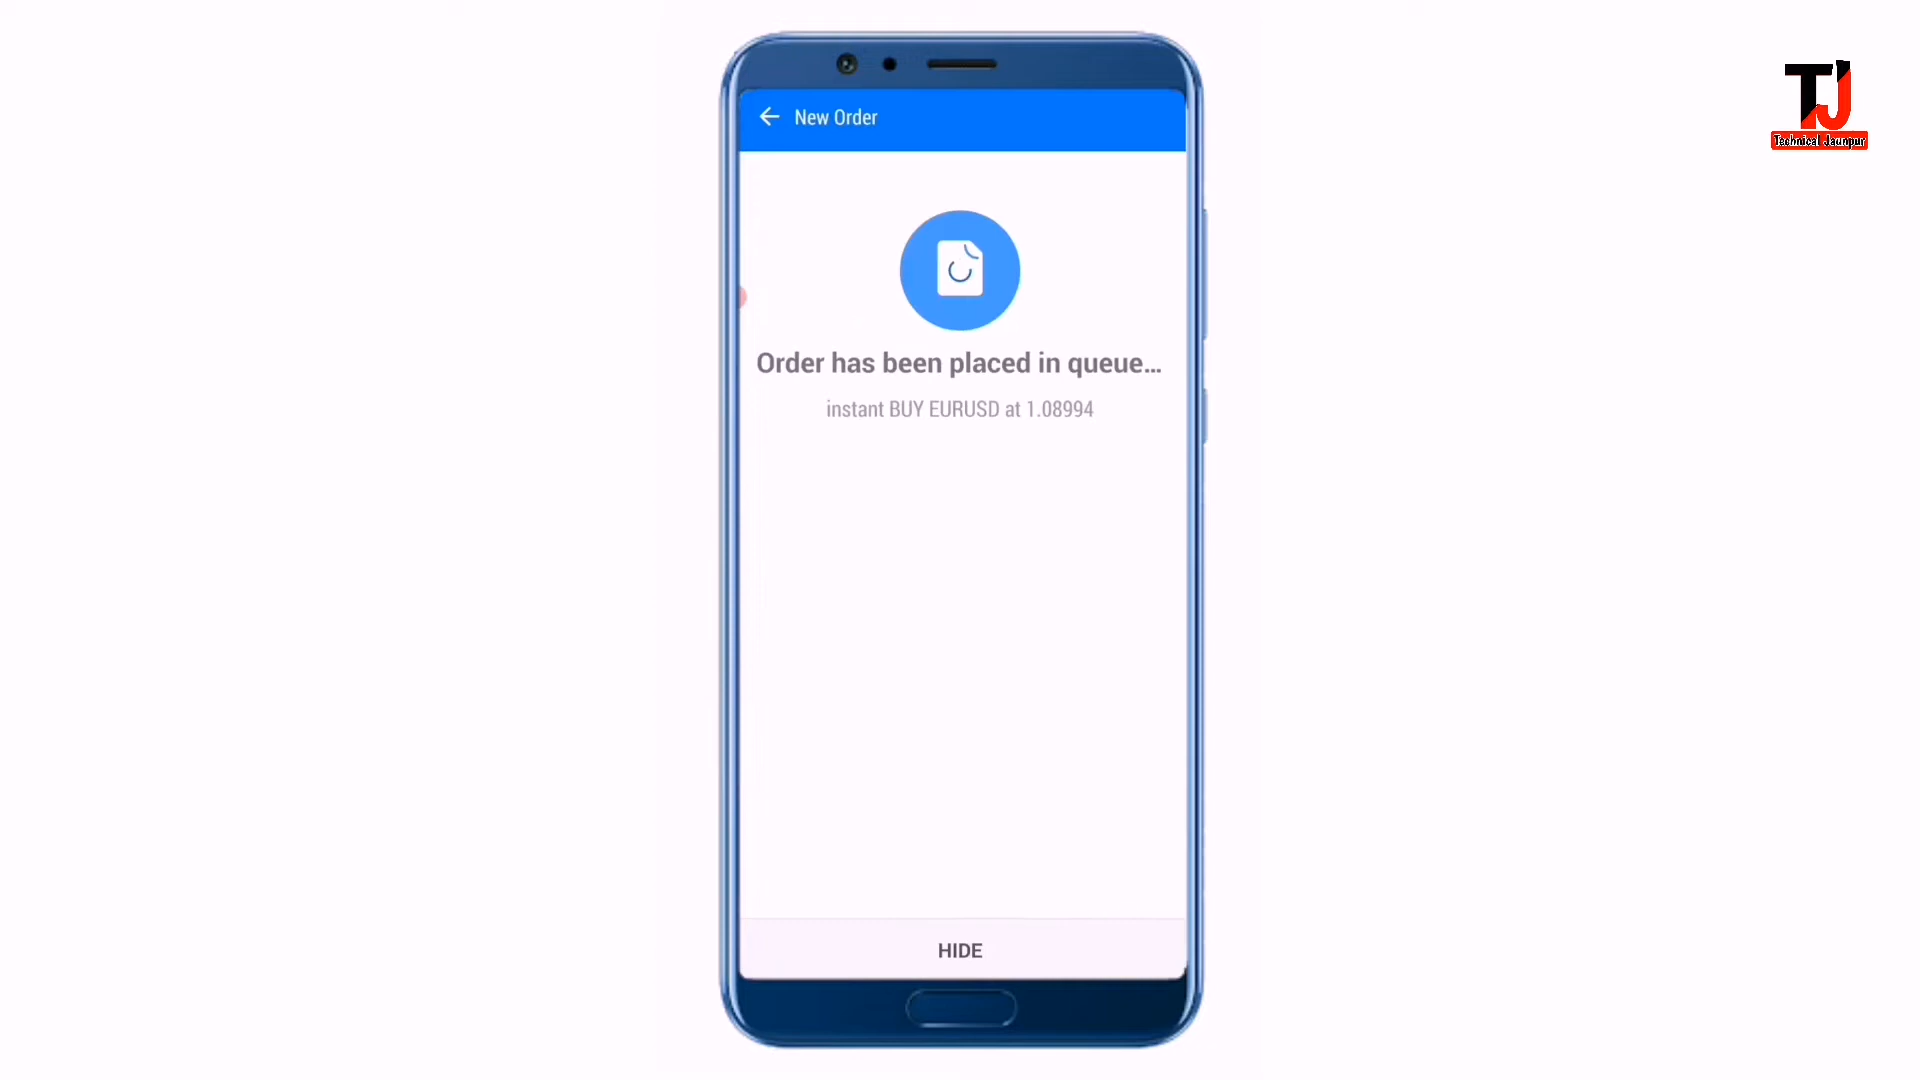 New Order
TJ
Technical Jaunpur
Order has been placed in queue...
instant BUY EURUSD at 1.08994
HIDE